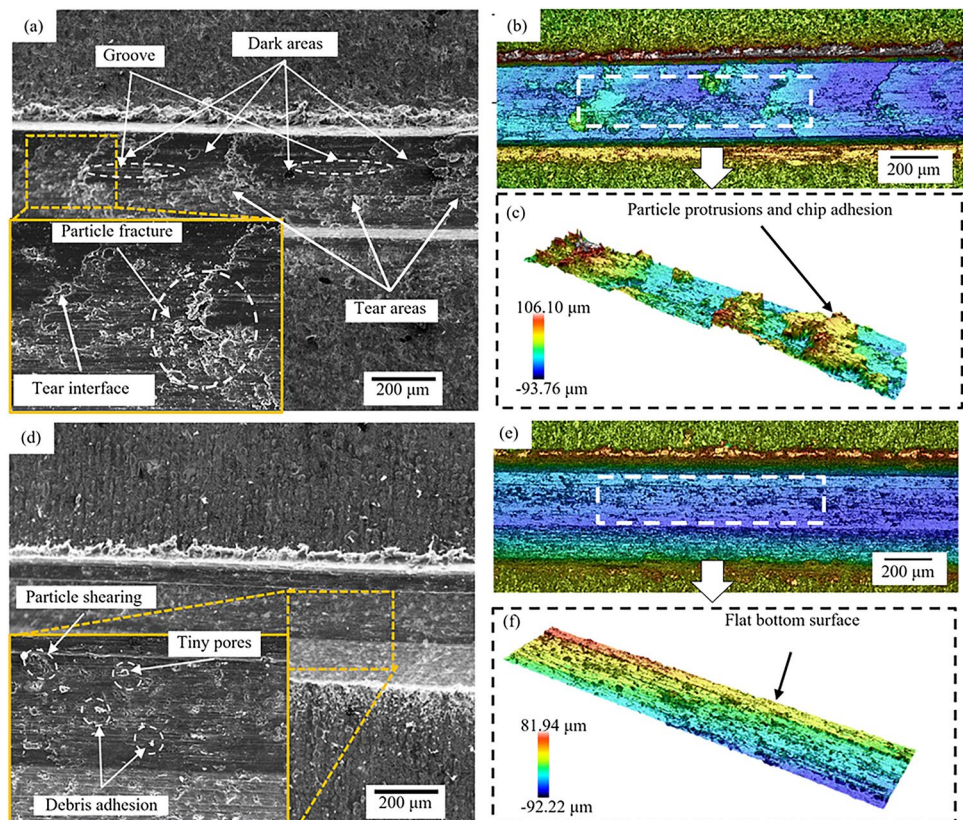 (a)
Groove
Dark areas
Particle fracture
Tear interface
Tear areas
200 μm
(b)
200 μm
(c)
Particle protrusions and chip adhesion
106.10 μm
-93.76 μm
(d)
Particle shearing
Tiny pores
Debris adhesion
200 μm
(e)
200 μm
(f)
Flat bottom surface
81.94 μm
-92.22 μm